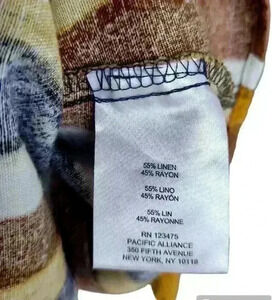 55% LINEN
45% RAYON
55% LINO
45% RAYON
55% LIN
45% RAYONNE
RN 123475
PACIFIC ALLIANCE
350 FIFTH AVENUE
NEW YORK, NY 10118